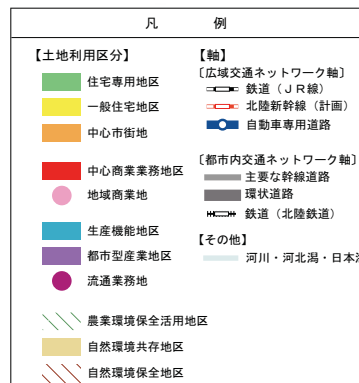 凡 例
【土地利用区分】
住宅専用地区
一般住宅地区
中心市街地
中心商業業務地区
地域商業地
生産機能地区
都市型産業地区
流通業務地
農業環境保全活用地区
自然環境共存地区
自然環境保全地区
【軸】
〔広域交通ネットワーク軸〕
鉄道(JR線)
北陸新幹線(計画)
自動車専用道路
〔都市内交通ネットワーク軸〕
主要な幹線道路
環状道路
鉄道(北陸鉄道)
【その他】
河川・河北潟・日本